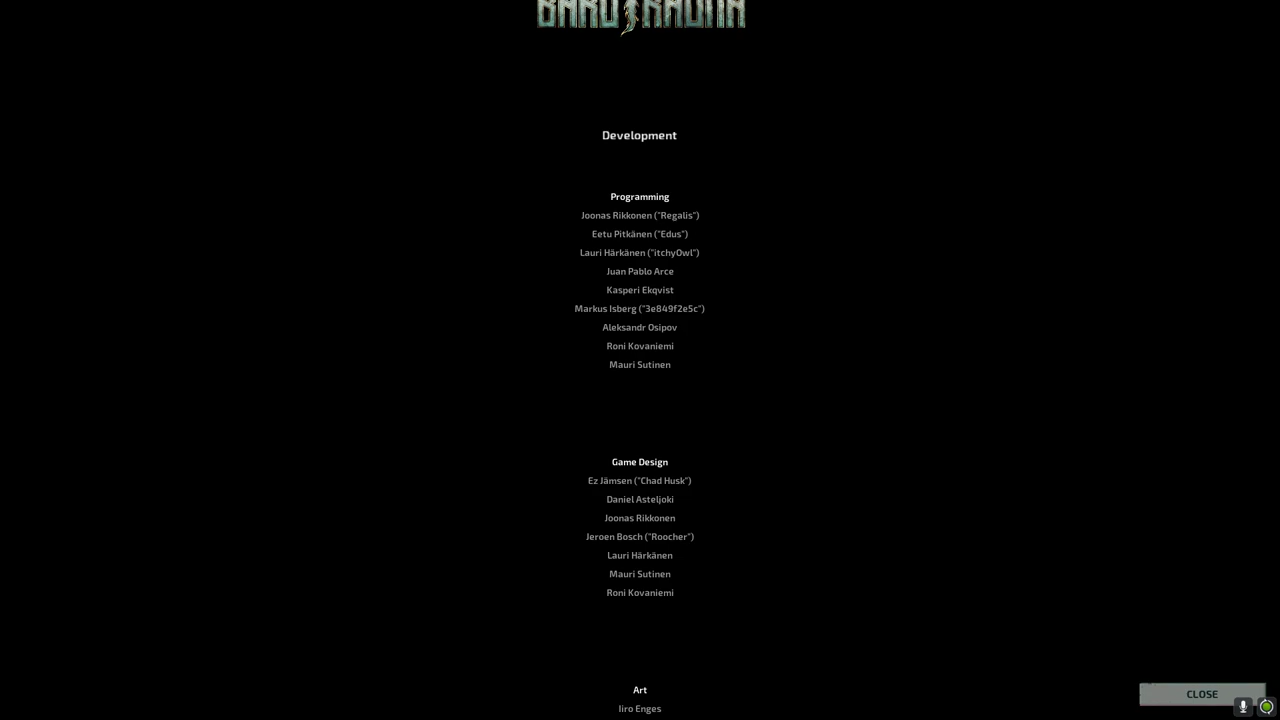 BAROTRAUMA
Development
Programming
Joonas Rikkonen ("Regalis")
Eetu Pitkänen ("Edus")
Lauri Härkänen ("itchyOwl")
Juan Pablo Arce
Kasperi Ekqvist
Markus Isberg ("3e849f2e5c")
Aleksandr Osipov
Roni Kovaniemi
Mauri Sutinen
Game Design
Ez Jämsen ("Chad Husk")
Daniel Asteljoki
Joonas Rikkonen
Jeroen Bosch ("Roocher")
Lauri Härkänen
Mauri Sutinen
Roni Kovaniemi
Art
Iiro Enges
CLOSE